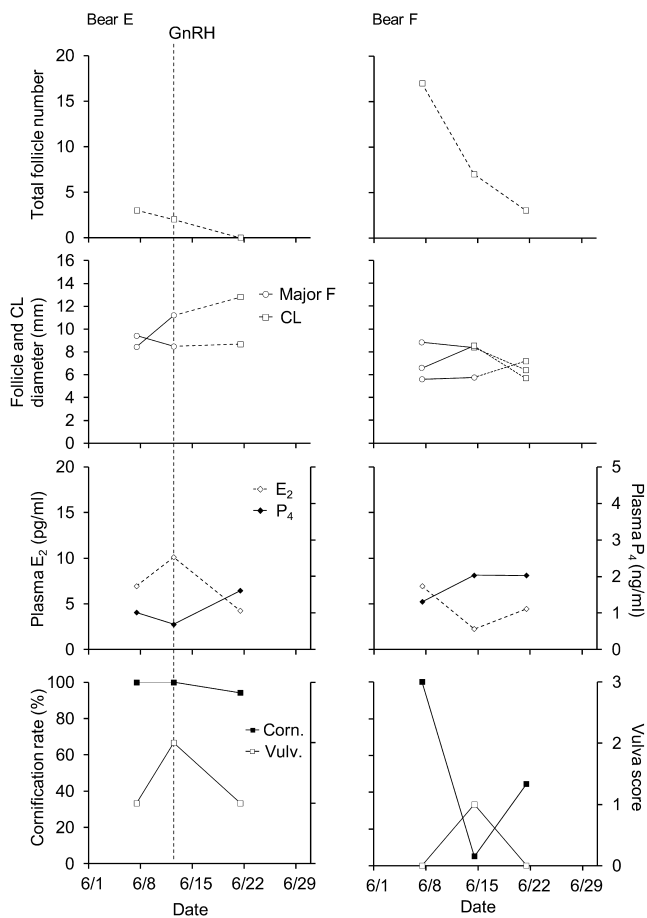 Bear E
Bear F
GnRH
Total follicle number
20
15
10
5
0
Follicle and CL
diameter (mm)
16
14
12
10
8
6
4
2
0
Major F
CL
Plasma E2 (pg/ml)
20
15
10
5
0
E2
P4
5
4
3
2
1
0
Plasma P4 (ng/ml)
Cornification rate (%)
100
80
60
40
20
0
Corn.
Vulv.
3
2
1
0
Vulva score
6/1 6/8 6/15 6/22 6/29
6/1 6/8 6/15 6/22 6/29
Date
Date